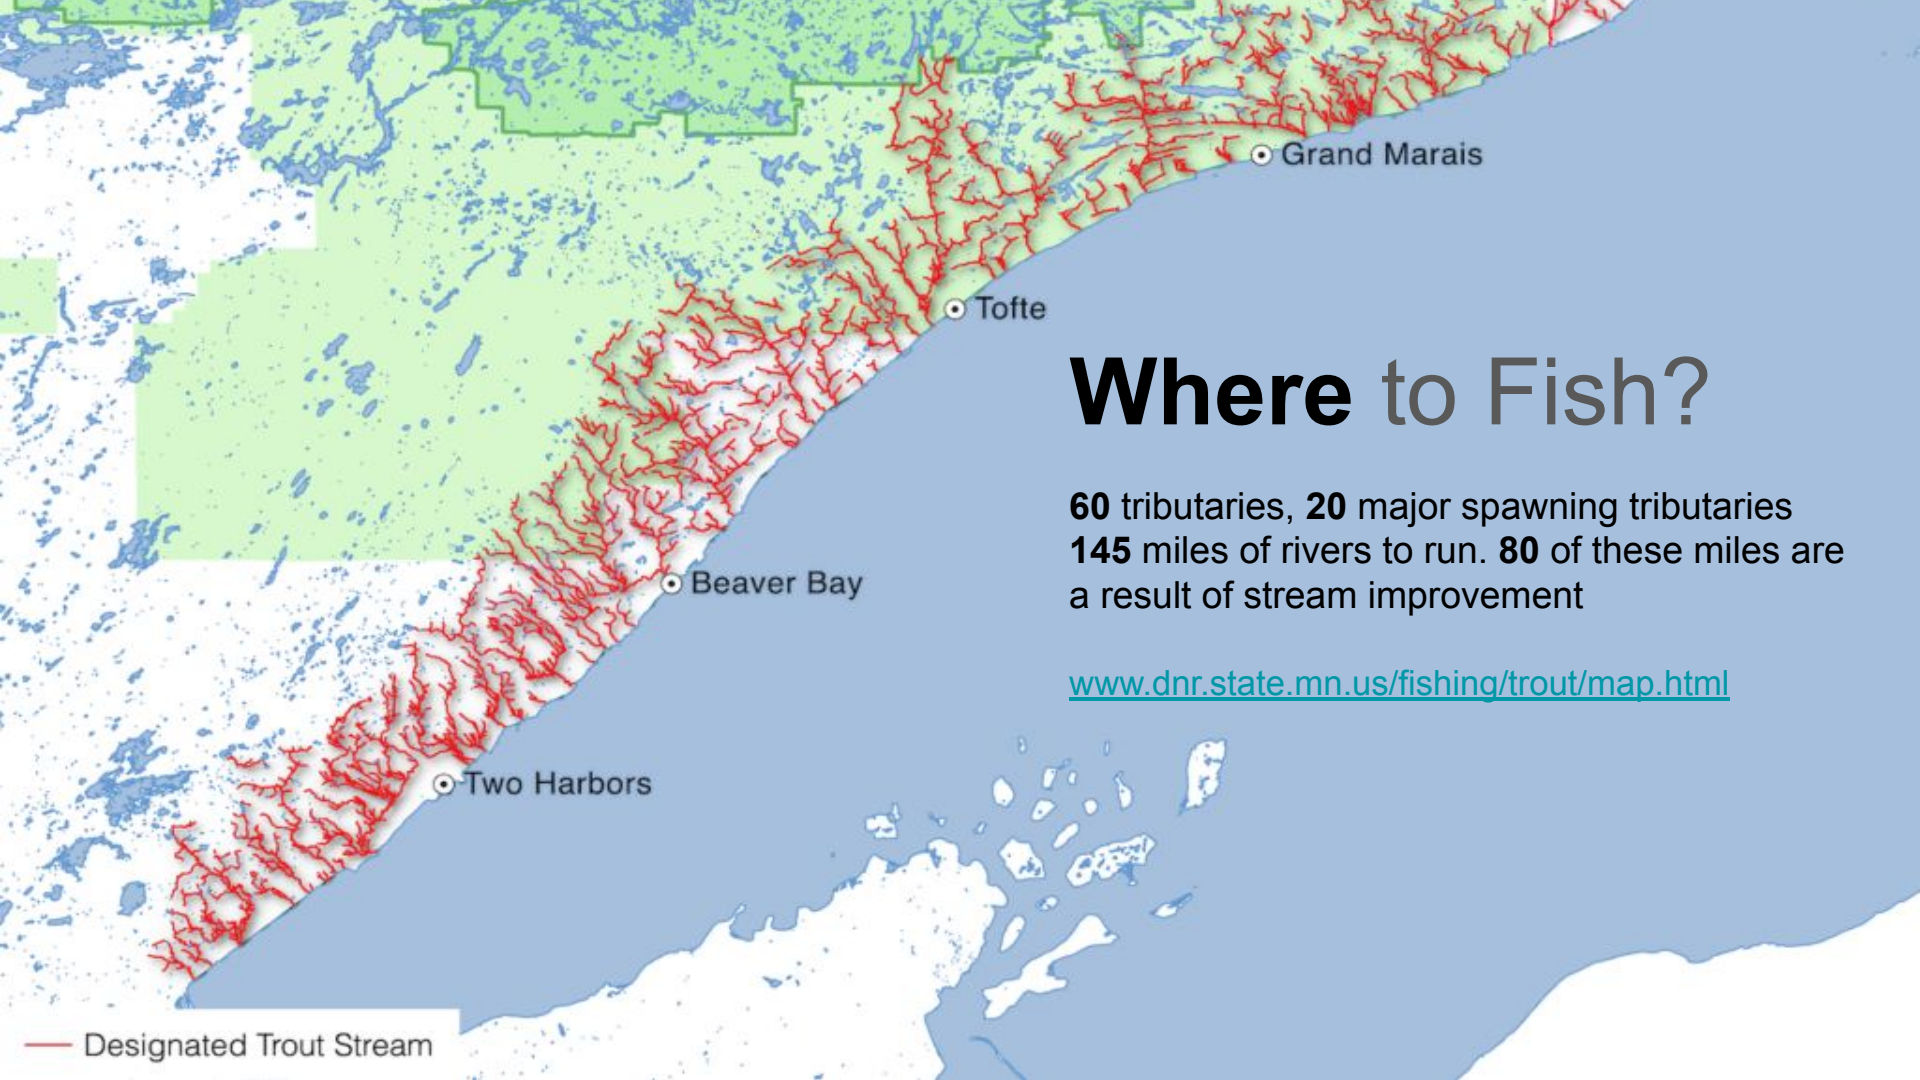 Grand Marais
Tofte
Where to Fish?
60 tributaries, 20 major spawning tributaries
145 miles of rivers to run. 80 of these miles are
a result of stream improvement
Beaver Bay
www.dnr.state.mn.us/fishing/trout/map.html
Two Harbors
Designated Trout Stream